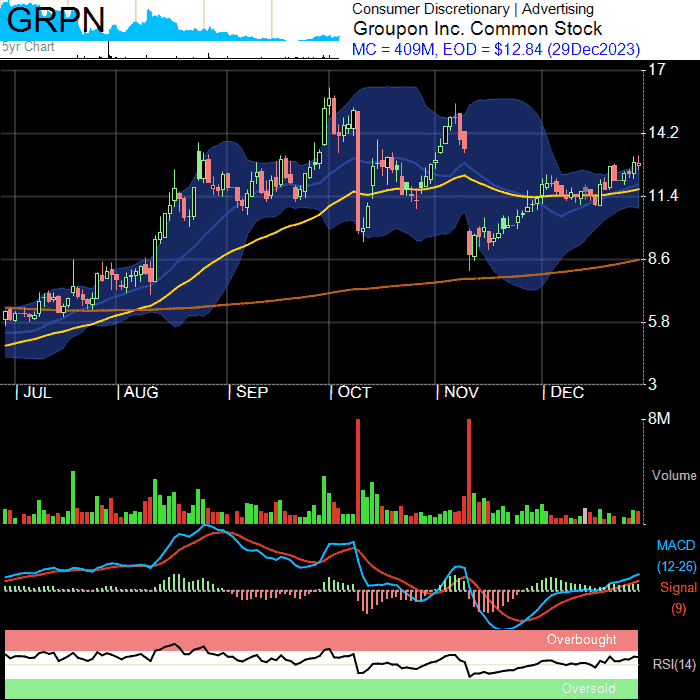 GRPN
5yr Chart
Consumer Discretionary | Advertising
Groupon Inc. Common Stock
MC = 409M, EOD = $12.84 (29Dec2023)
17
14.2
11.4
8.6
5.8
3
| JUL | AUG | SEP | OCT | NOV | DEC
8M
Volume
MACD
(12-26)
Signal
(9)
Overbought
RSI(14)
Oversold